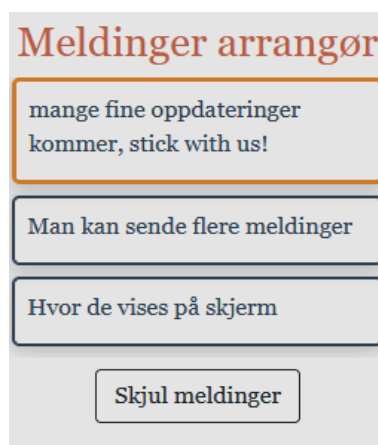 Meldinger arrangør
mange fine oppdateringer
kommer, stick with us!
Man kan sende flere meldinger
Hvor de vises på skjerm
Skjul meldinger